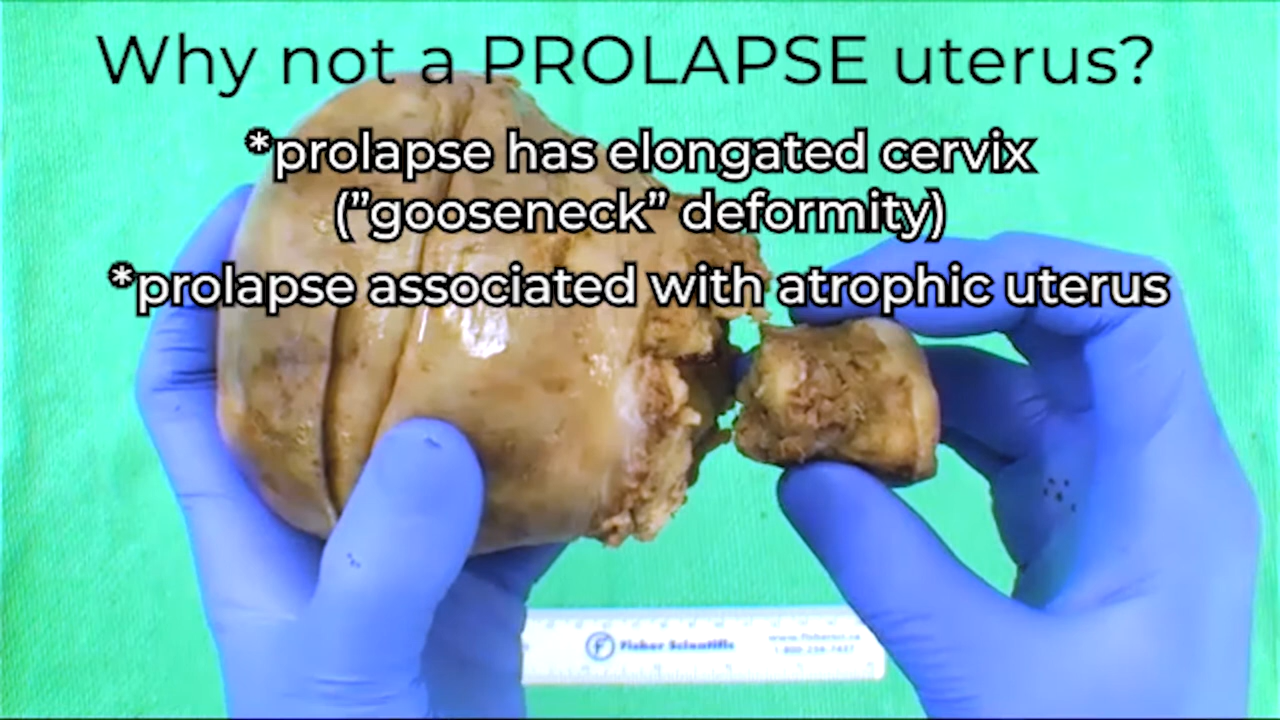 Why not a PROLAPSE uterus?
*prolapse has elongated cervix
("gooseneck" deformity)
*prolapse associated with atrophic uterus
Fisher Scientific